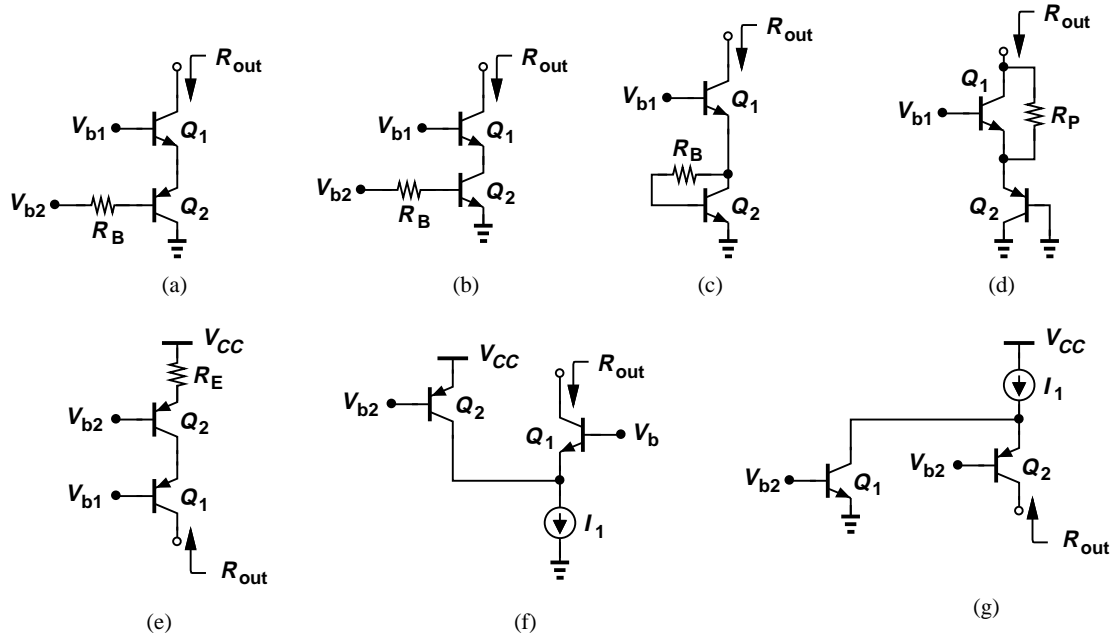 R_out
V_b1
Q_1
V_b2
R_B
Q_2
(a)
R_out
V_b1
Q_1
V_b2
R_B
Q_2
(b)
R_out
V_b1
Q_1
R_B
Q_2
(c)
R_out
Q_1
V_b1
R_P
Q_2
(d)
V_CC
R_E
V_b2
Q_2
V_b1
Q_1
R_out
(e)
V_CC
R_out
V_b2
Q_2
Q_1
V_b
I_1
(f)
V_CC
I_1
V_b2
Q_1
V_b2
Q_2
R_out
(g)